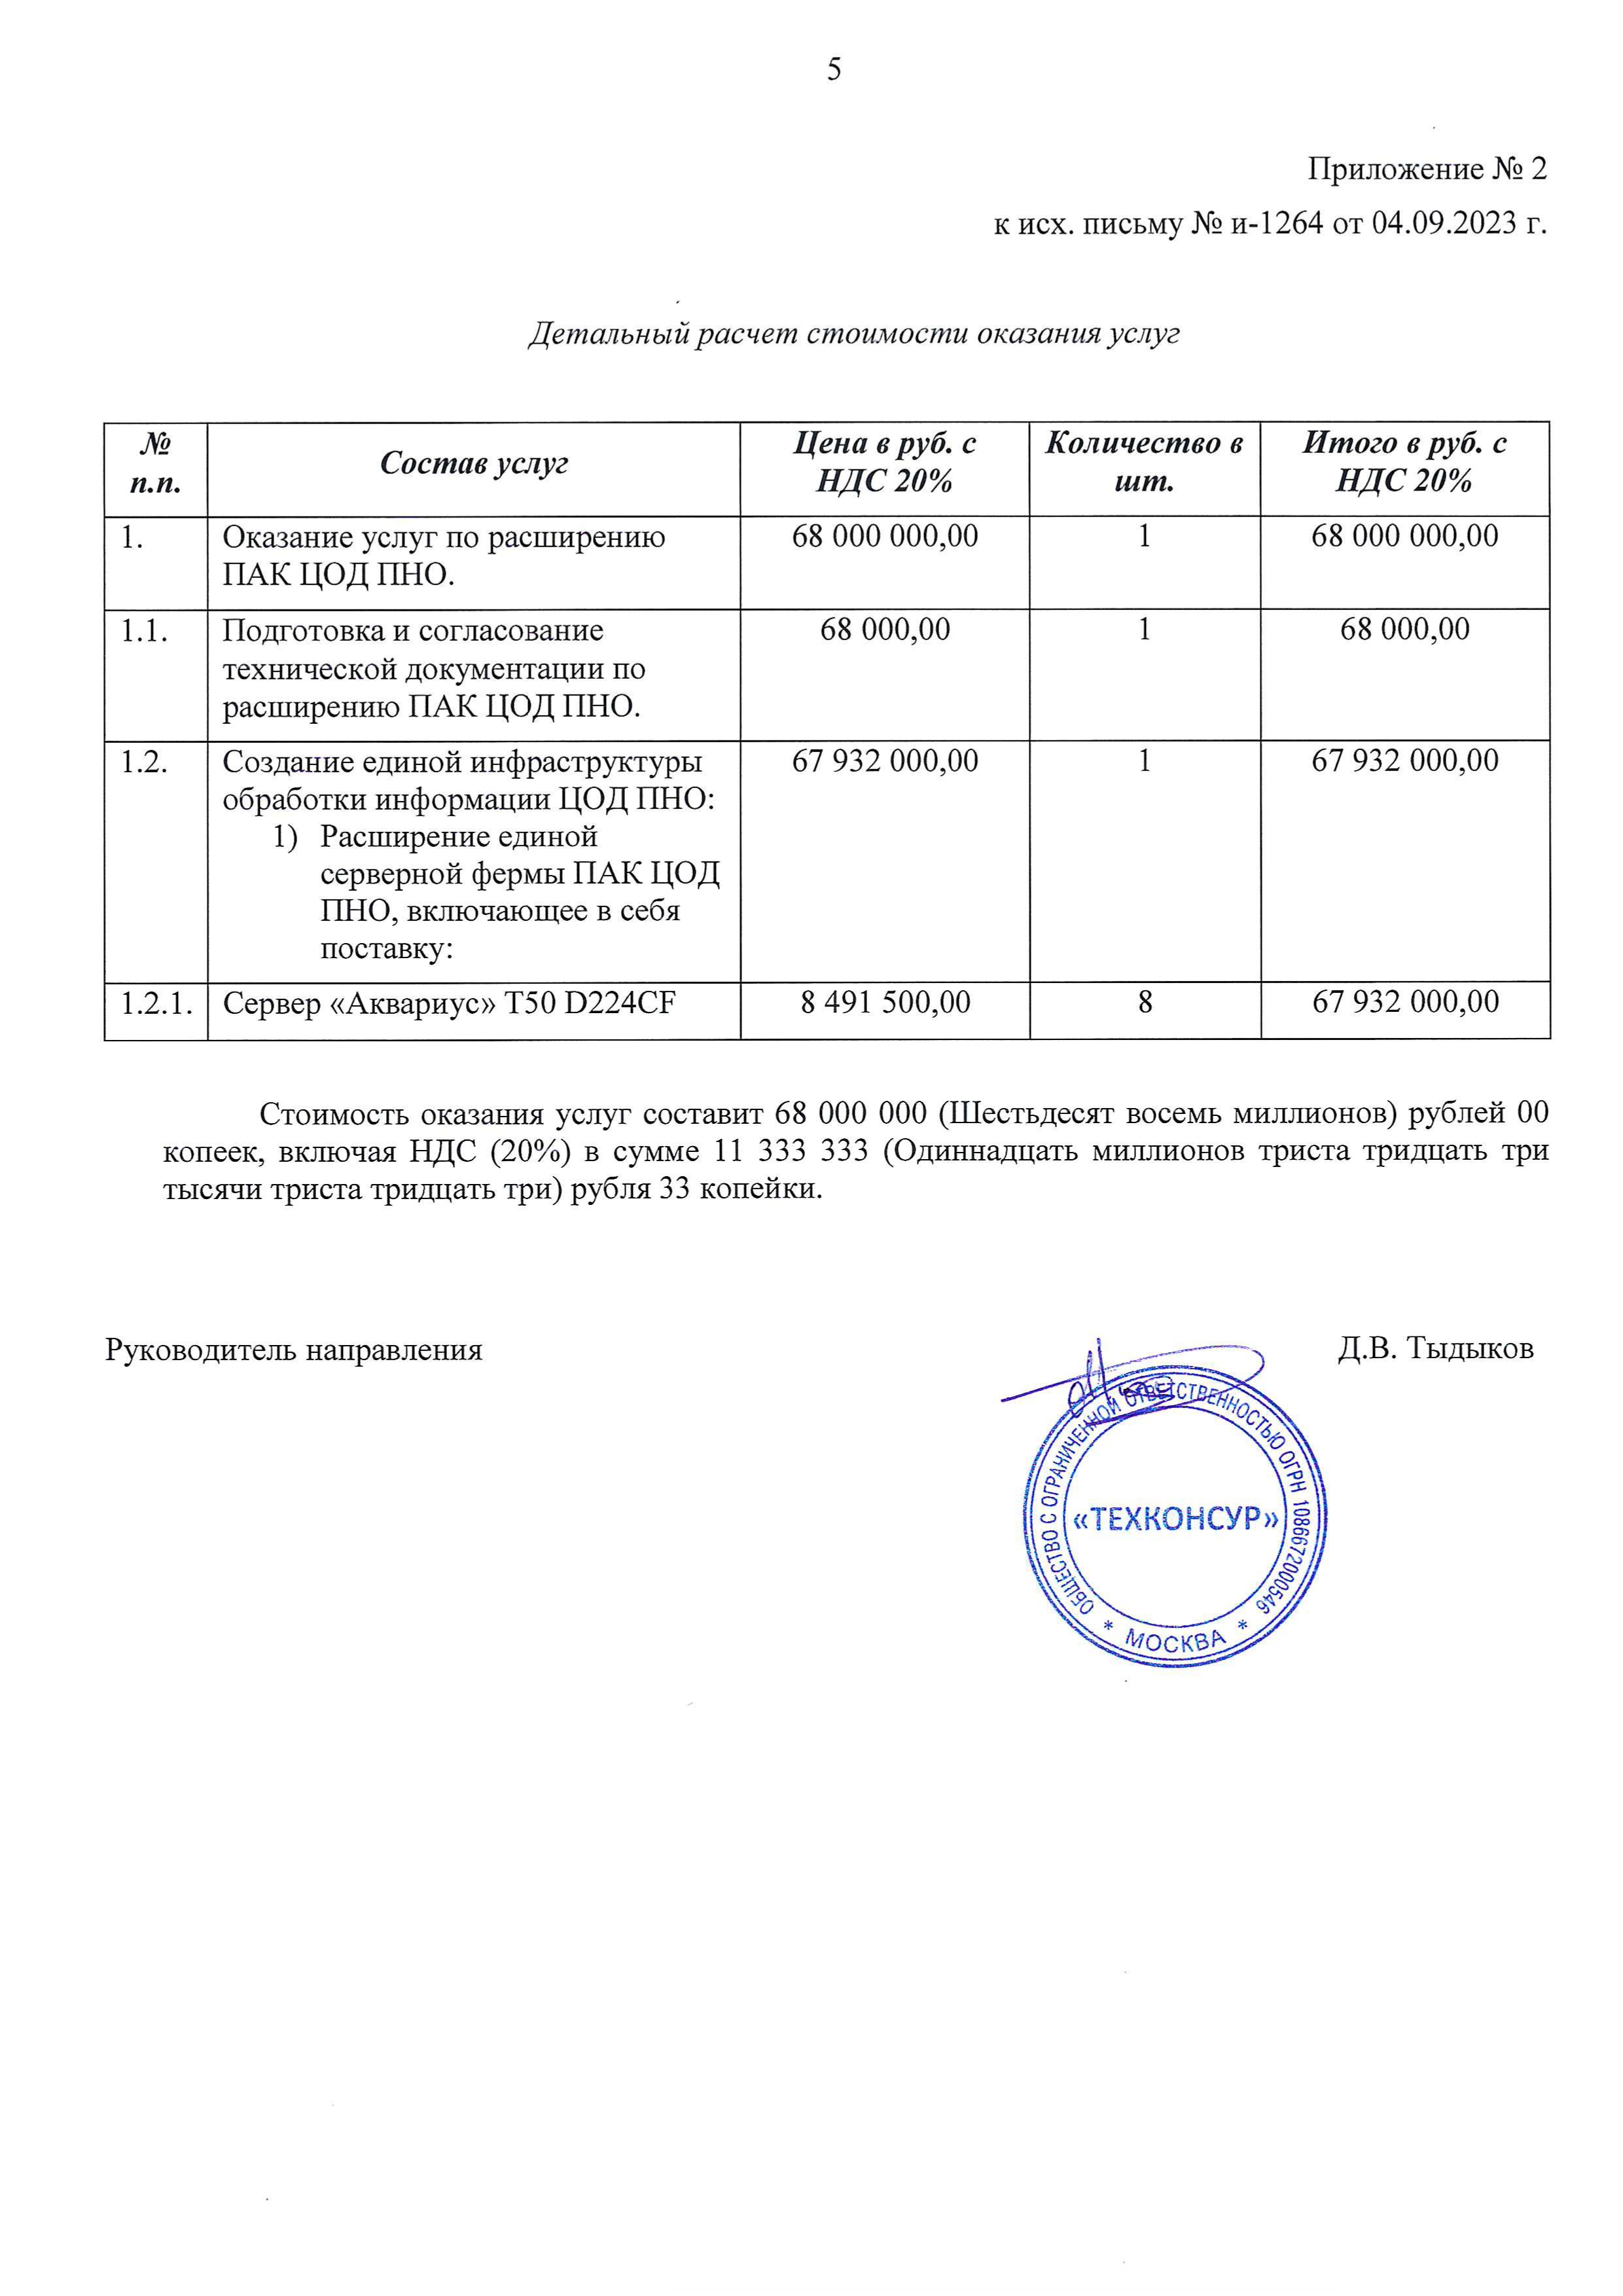 5
Приложение № 2
к исх. письму № и-1264 от 04.09.2023 г.
Детальный расчет стоимости оказания услуг
№ п.п.
Состав услуг
Цена в руб. с НДС 20%
Количество в шт.
Итого в руб. с НДС 20%
1.
Оказание услуг по расширению
ПАК ЦОД ПНО.
68 000 000,00
1
68 000 000,00
1.1.
Подготовка и согласование
технической документации по
расширению ПАК ЦОД ПНО.
68 000,00
1
68 000,00
1.2.
Создание единой инфраструктуры
обработки информации ЦОД ПНО:
1) Расширение единой
серверной фермы ПАК ЦОД
ПНО, включающее в себя
поставку:
67 932 000,00
1
67 932 000,00
1.2.1.
Сервер «Аквариус» T50 D224CF
8 491 500,00
8
67 932 000,00
Стоимость оказания услуг составит 68 000 000 (Шестьдесят восемь миллионов) рублей 00
копеек, включая НДС (20%) в сумме 11 333 333 (Одиннадцать миллионов триста тридцать три
тысячи триста тридцать три) рубля 33 копейки.
Руководитель направления
Д.В. Тыдыков
ОБЩЕСТВО С ОГРАНИЧЕННОЙ ОТВЕТСТВЕННОСТЬЮ ОГРН 1086672000546
«ТЕХКОНСУР»
* МОСКВА *